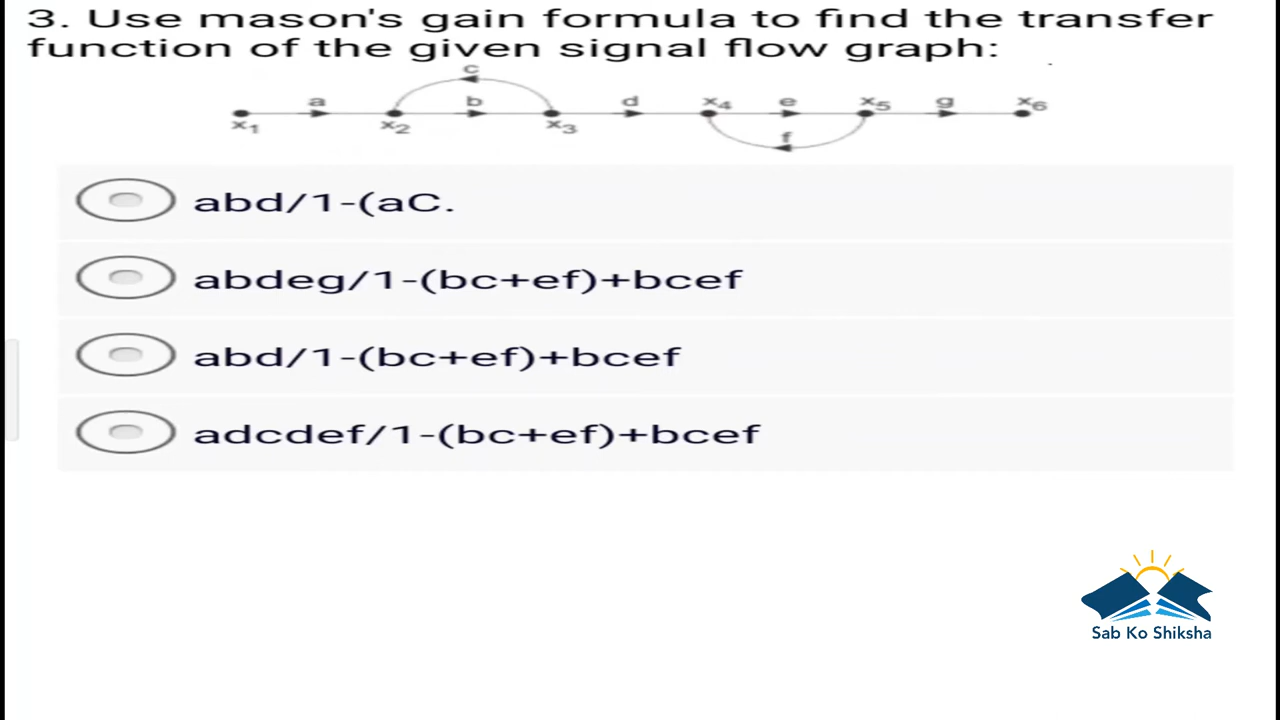 3. Use mason's gain formula to find the transfer
function of the given signal flow graph:
c
a b d x4 e x5 g x6
x1 x2 x3 f
abd/1-(aC.
abdeg/1-(bc+ef)+bcef
abd/1-(bc+ef)+bcef
adcdef/1-(bc+ef)+bcef
Sab Ko Shiksha